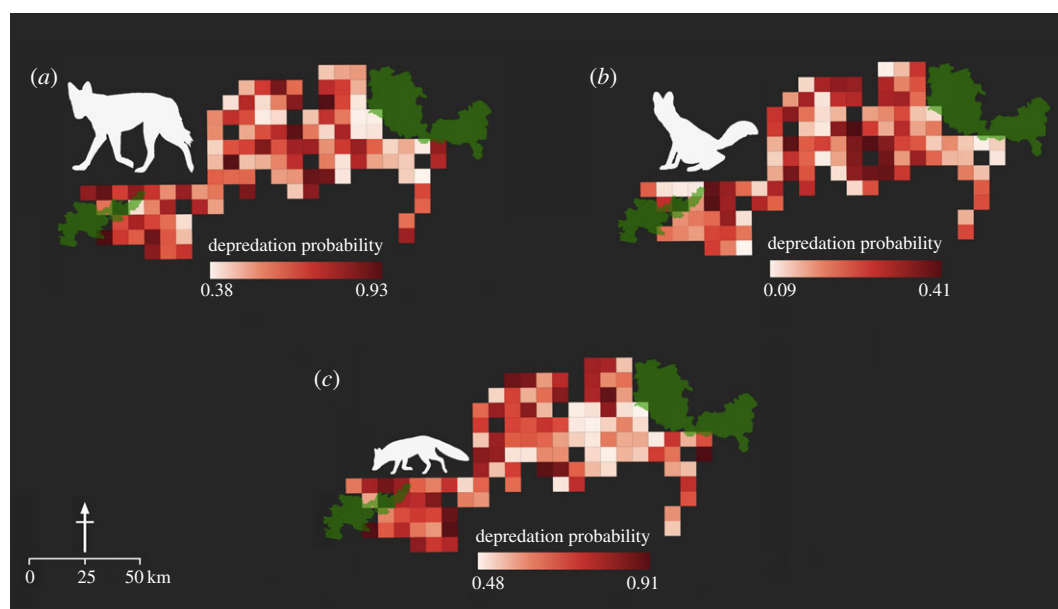 (a)
(b)
depredation probability
0.38 0.93
depredation probability
0.09 0.41
(c)
depredation probability
0.48 0.91
0 25 50 km